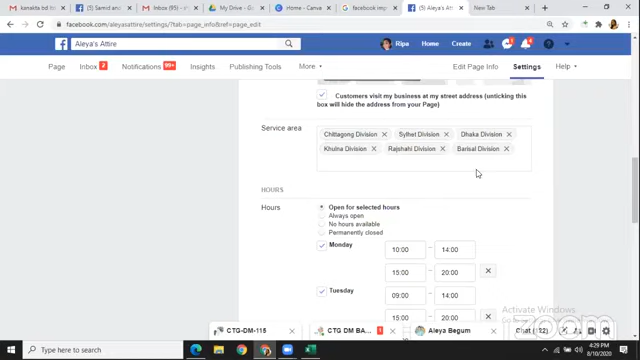 kanakita.bd.t
(5) Samid and
Inbox (3) - m
My Drive - G
Home - Canva
facebook imp
(5) Aleya's Att
New Tab
facebook.com/aleyasattire/settings/?tab=page_info&ref=page_edit
Aleya's Attire
Ripa
Home
Create
Page
Inbox 2
Notifications 99+
Insights
Publishing Tools
More
Edit Page Info
Settings
Help
Customers visit my business at my street address (unticking this
box will hide the address from your Page)
Service area
Chittagong Division
Sylhet Division
Dhaka Division
Khulna Division
Rajshahi Division
Barisal Division
HOURS
Hours
Open for selected hours
Always open
No hours available
Permanently closed
Monday
10:00 - 14:00
15:00 20:00
Tuesday
09:00 - 14:00
15:00 20:00
Activate Windows
zoom
CTG-DM-115
CTG DM BA...
Aleya Begum
Chat (122)
Type here to search
4:29 PM
8/10/2020